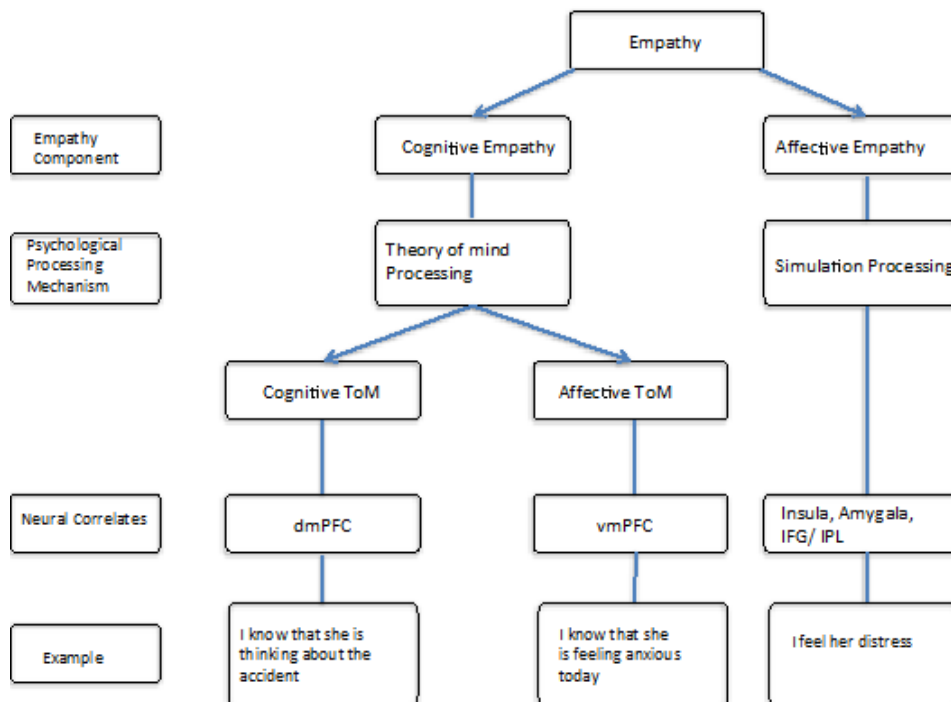 Empathy
Empathy
Component
Cognitive Empathy
Affective Empathy
Psychological
Processing
Mechanism
Theory of mind
Processing
Simulation Processing
Cognitive ToM
Affective ToM
Neural Correlates
dmPFC
vmPFC
Insula, Amygala,
IFG/ IPL
Example
I know that she is
thinking about the
accident
I know that she
is feeling anxious
today
I feel her distress